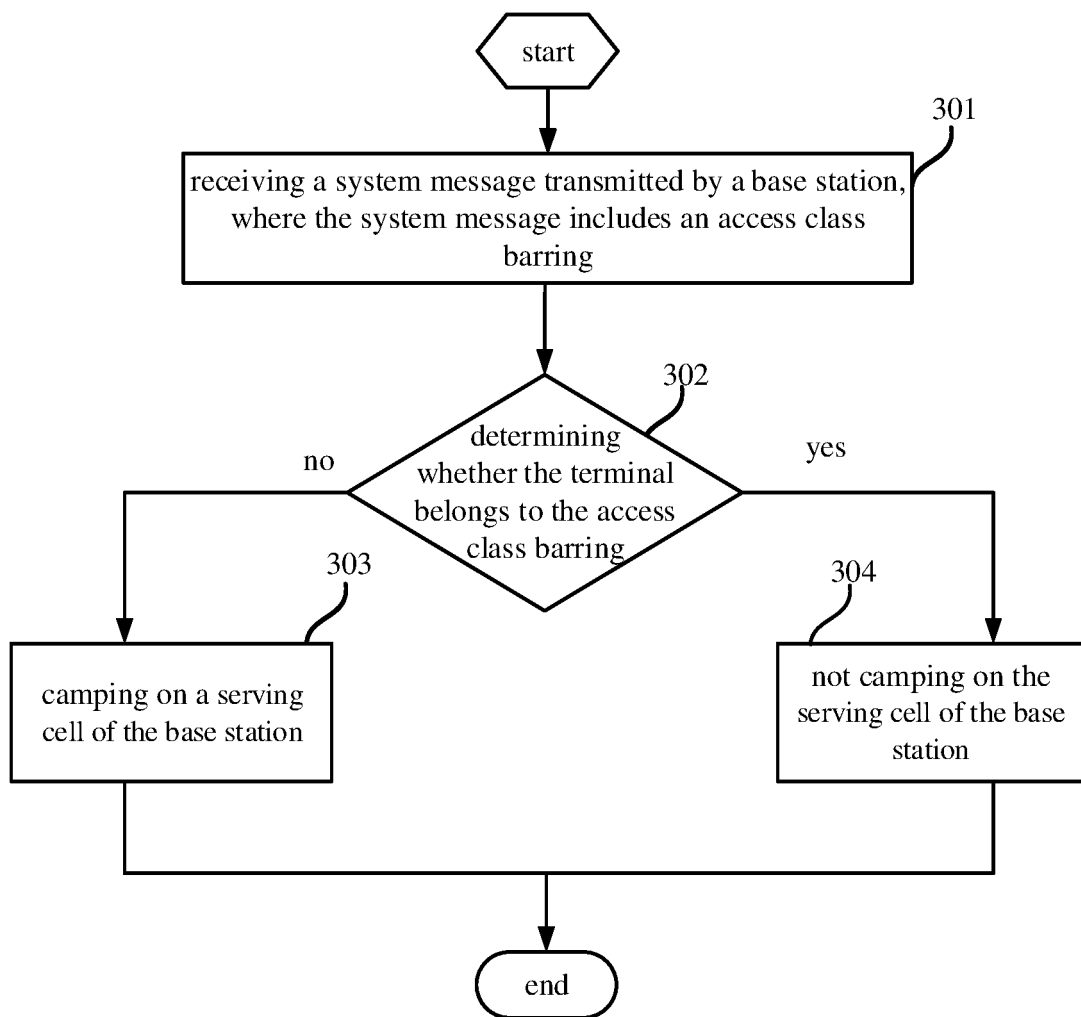 start
301
receiving a system message transmitted by a base station,
where the system message includes an access class
barring
302
determining
whether the terminal
belongs to the access
class barring
no
yes
303
304
camping on a serving
cell of the base station
not camping on the
serving cell of the base
station
end